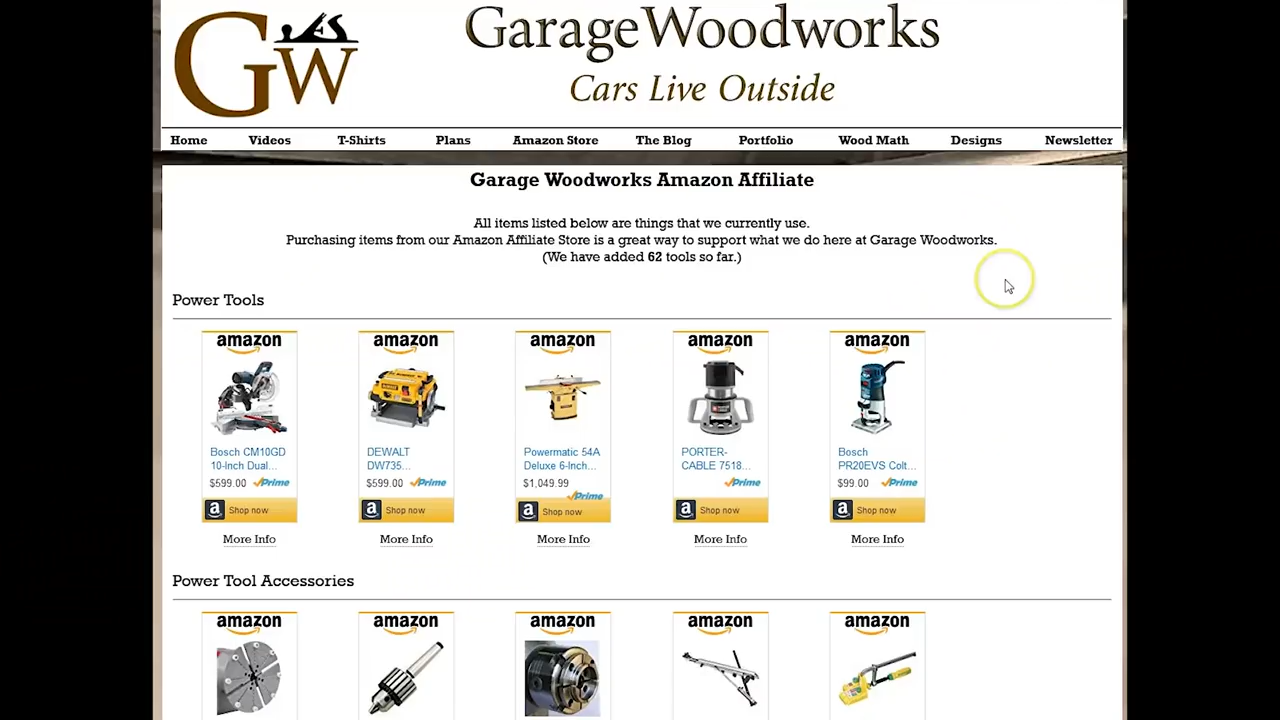 GW
GarageWoodworks
Cars Live Outside
Home Videos T-Shirts Plans Amazon Store The Blog Portfolio Wood Math Designs Newsletter
Garage Woodworks Amazon Affiliate
All items listed below are things that we currently use.
Purchasing items from our Amazon Affiliate Store is a great way to support what we do here at Garage Woodworks.
(We have added 62 tools so far.)
Power Tools
amazon amazon amazon amazon amazon
Bosch CM10GD DEWALT Powermatic 54A PORTER- Bosch
10-Inch Dual... DW735... Deluxe 6-Inch... CABLE 7518... PR20EVS Colt...
$599.00 Prime $599.00 Prime $1,049.99 Prime Prime $99.00 Prime
a Shop now a Shop now a Shop now a Shop now a Shop now
More Info More Info More Info More Info More Info
Power Tool Accessories
amazon amazon amazon amazon amazon